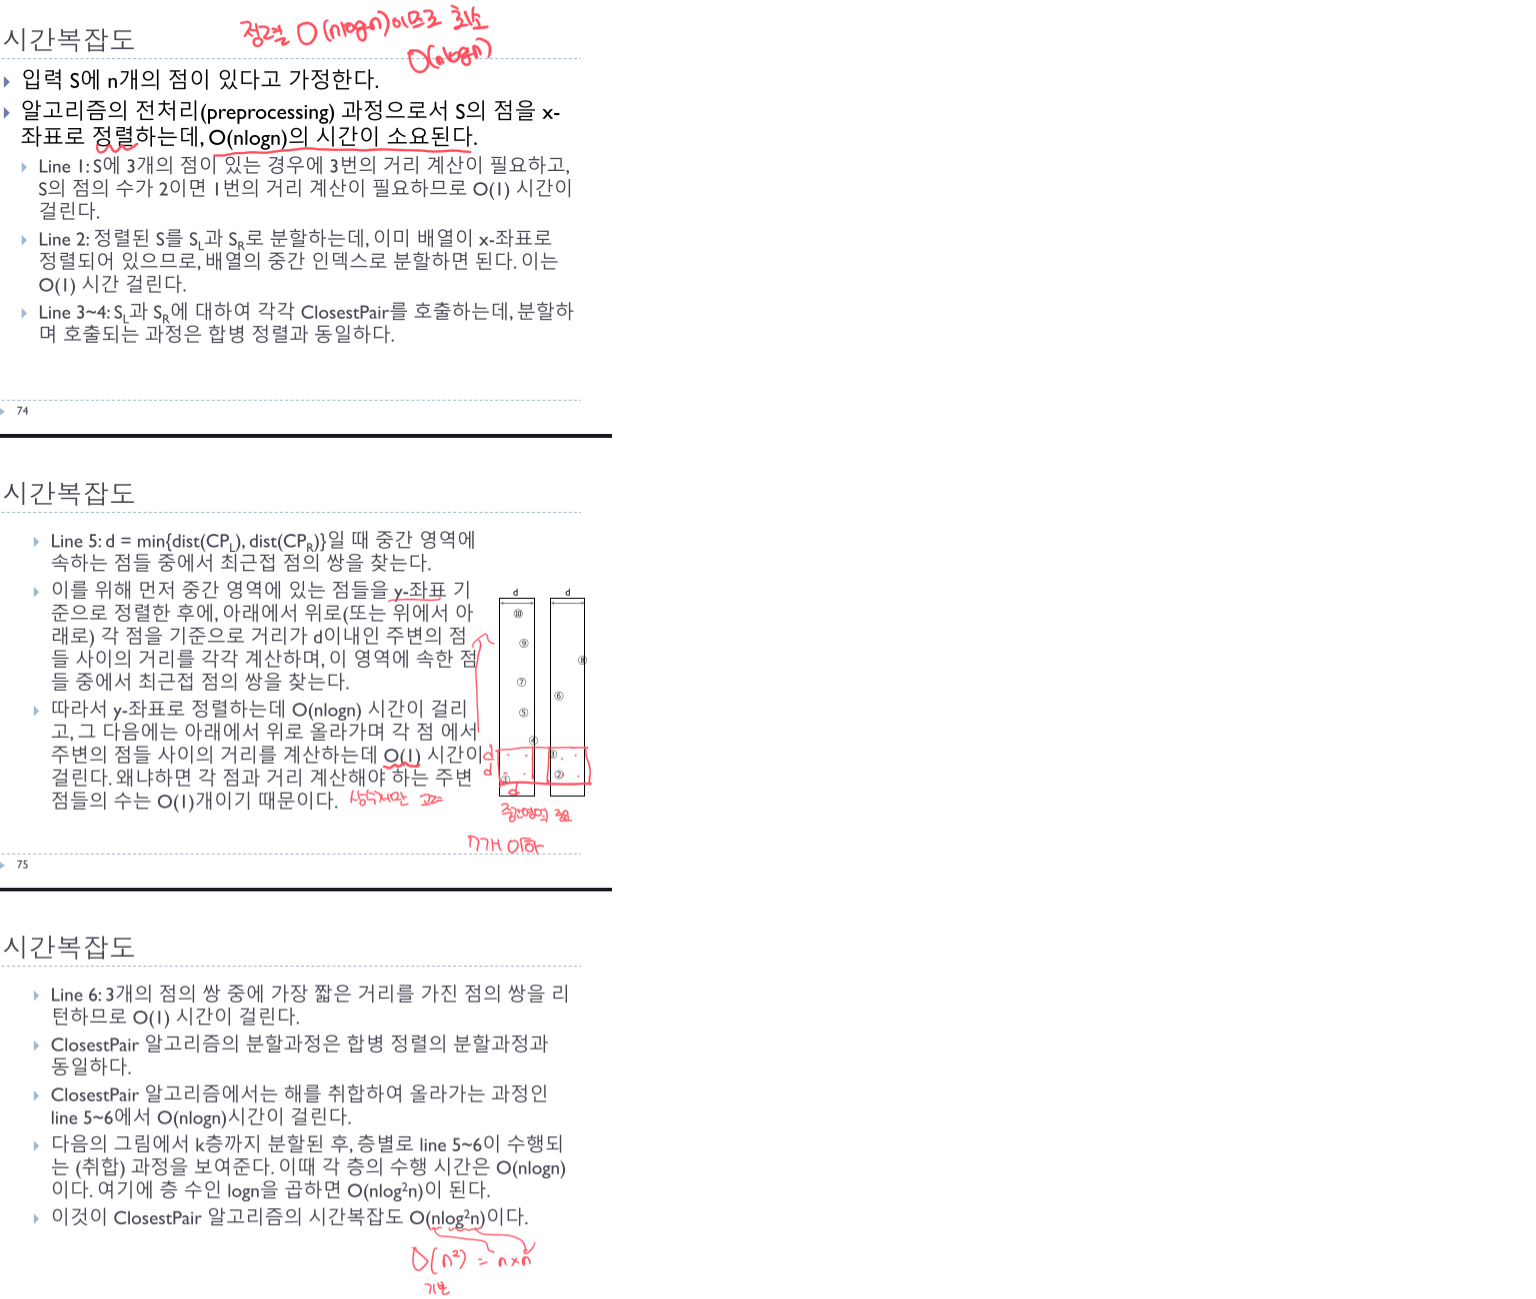 정렬 O(nlogn)이므로 최소
O(nlogn)
시간복잡도
입력 S에 n개의 점이 있다고 가정한다.
알고리즘의 전처리(preprocessing) 과정으로서 S의 점을 x-
좌표로 정렬하는데, O(nlogn)의 시간이 소요된다.
Line 1: S에 3개의 점이 있는 경우에 3번의 거리 계산이 필요하고,
S의 점의 수가 2이면 1번의 거리 계산이 필요하므로 O(1) 시간이
걸린다.
Line 2: 정렬된 S를 SL과 SR로 분할하는데, 이미 배열이 x-좌표로
정렬되어 있으므로, 배열의 중간 인덱스로 분할하면 된다. 이는
O(1) 시간 걸린다.
Line 3~4: SL과 SR에 대하여 각각 ClosestPair를 호출하는데, 분할하
며 호출되는 과정은 합병 정렬과 동일하다.
74
시간복잡도
Line 5: d = min{dist(CPL), dist(CPR)}일 때 중간 영역에
속하는 점들 중에서 최근접 점의 쌍을 찾는다.
이를 위해 먼저 중간 영역에 있는 점들을 y-좌표 기
준으로 정렬한 후에, 아래에서 위로(또는 위에서 아
래로) 각 점을 기준으로 거리가 d이내인 주변의 점
들 사이의 거리를 각각 계산하며, 이 영역에 속한 점
들 중에서 최근접 점의 쌍을 찾는다.
따라서 y-좌표로 정렬하는데 O(nlogn) 시간이 걸리
고, 그 다음에는 아래에서 위로 올라가며 각 점 에서
주변의 점들 사이의 거리를 계산하는데 O(1) 시간이
걸린다. 왜냐하면 각 점과 거리 계산해야 하는 주변
점들의 수는 O(1)개이기 때문이다.
d d
⑩
⑨
⑧
⑦
⑥
⑤
④
③
② ①
d
d
d
중간영역
7개 이하
75
시간복잡도
Line 6: 3개의 점의 쌍 중에 가장 짧은 거리를 가진 점의 쌍을 리
턴하므로 O(1) 시간이 걸린다.
ClosestPair 알고리즘의 분할과정은 합병 정렬의 분할과정과
동일하다.
ClosestPair 알고리즘에서는 해를 취합하여 올라가는 과정인
line 5~6에서 O(nlogn)시간이 걸린다.
다음의 그림에서 k층까지 분할된 후, 층별로 line 5~6이 수행되
는 (취합) 과정을 보여준다. 이때 각 층의 수행 시간은 O(nlogn)
이다. 여기에 층 수인 logn을 곱하면 O(nlog²n)이 된다.
이것이 ClosestPair 알고리즘의 시간복잡도 O(nlog²n)이다.
O(n²) = n×n
기본